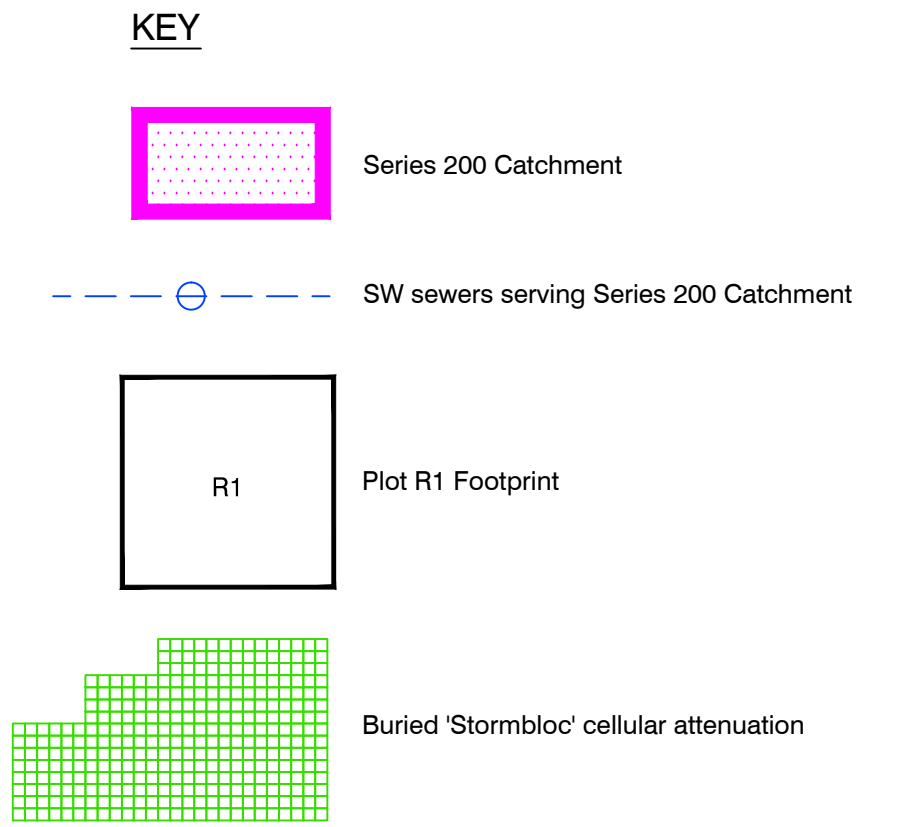 KEY
Series 200 Catchment
SW sewers serving Series 200 Catchment
R1
Plot R1 Footprint
Buried 'Stormbloc' cellular attenuation